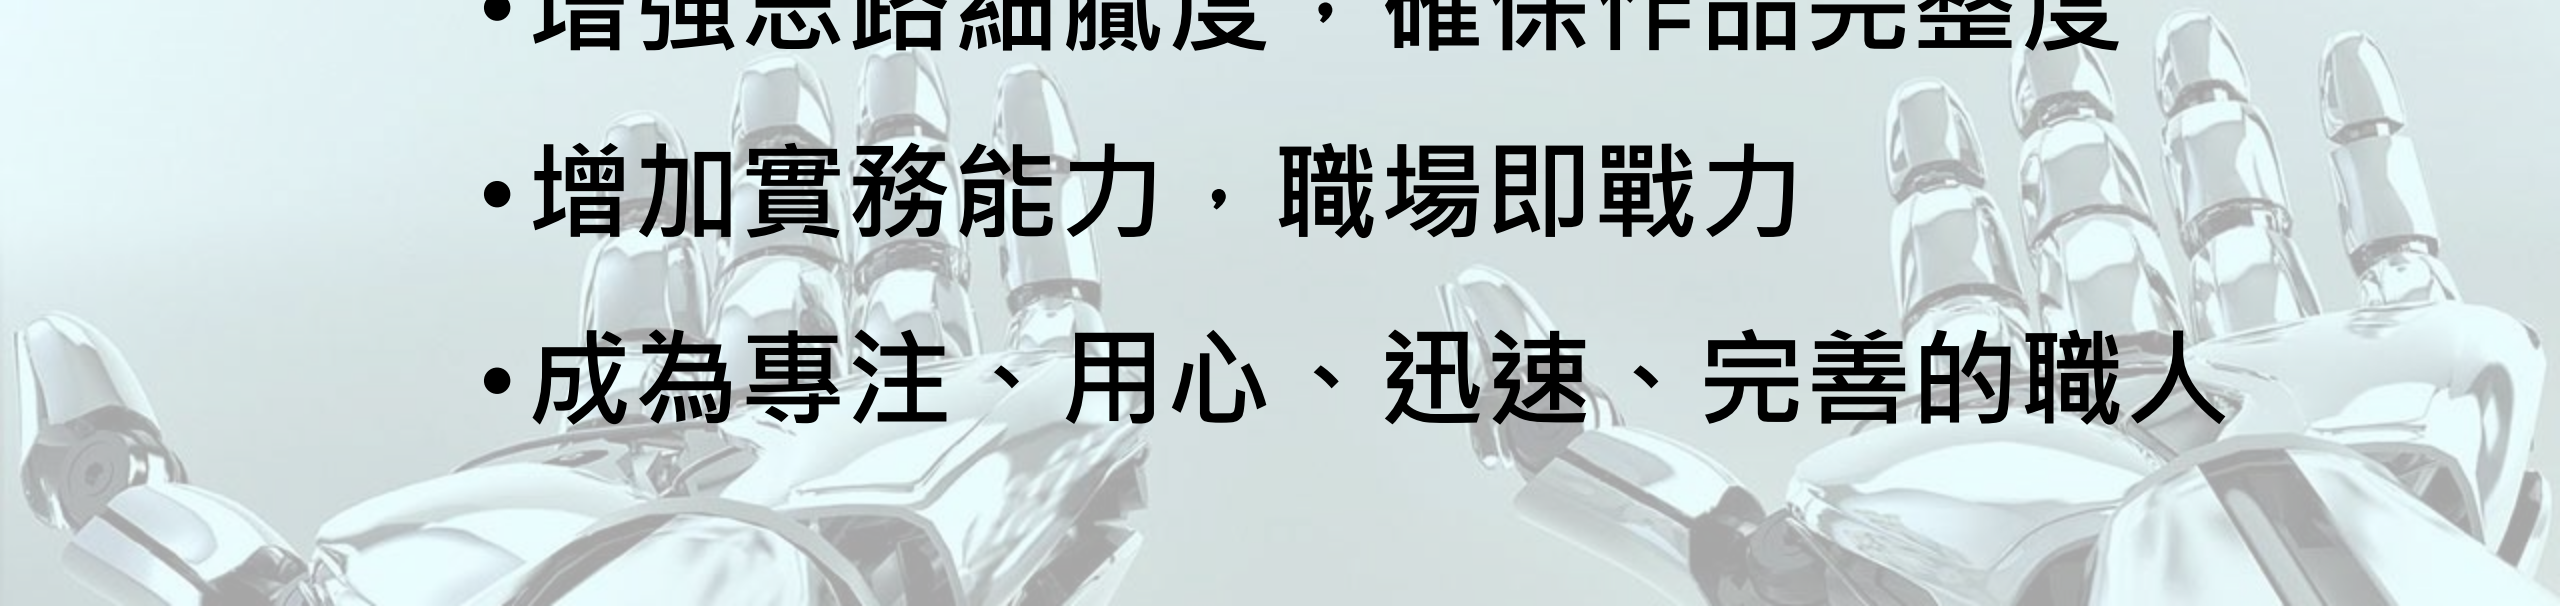 •增強思路細膩度，確保作品完整度
•增加實務能力，職場即戰力
•成為專注、用心、迅速、完善的職人